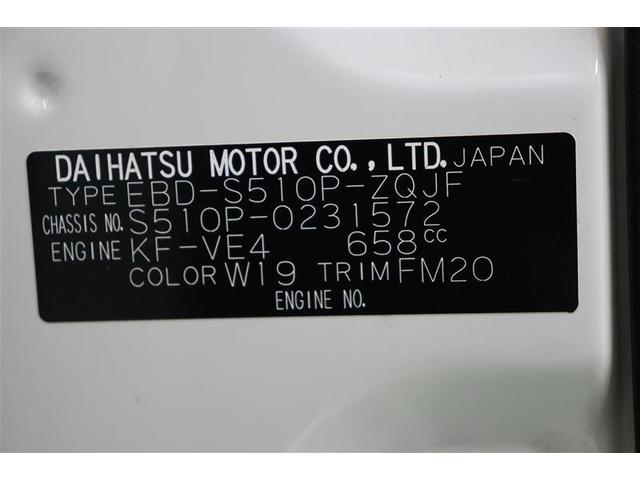 DAIHATSU MOTOR CO.,LTD. JAPAN
TYPE EBD-S510P-ZQJF
CHASSIS NO. S510P-0231572
ENGINE KF-VE4 658cc
COLOR W19 TRIM FM20
ENGINE NO.